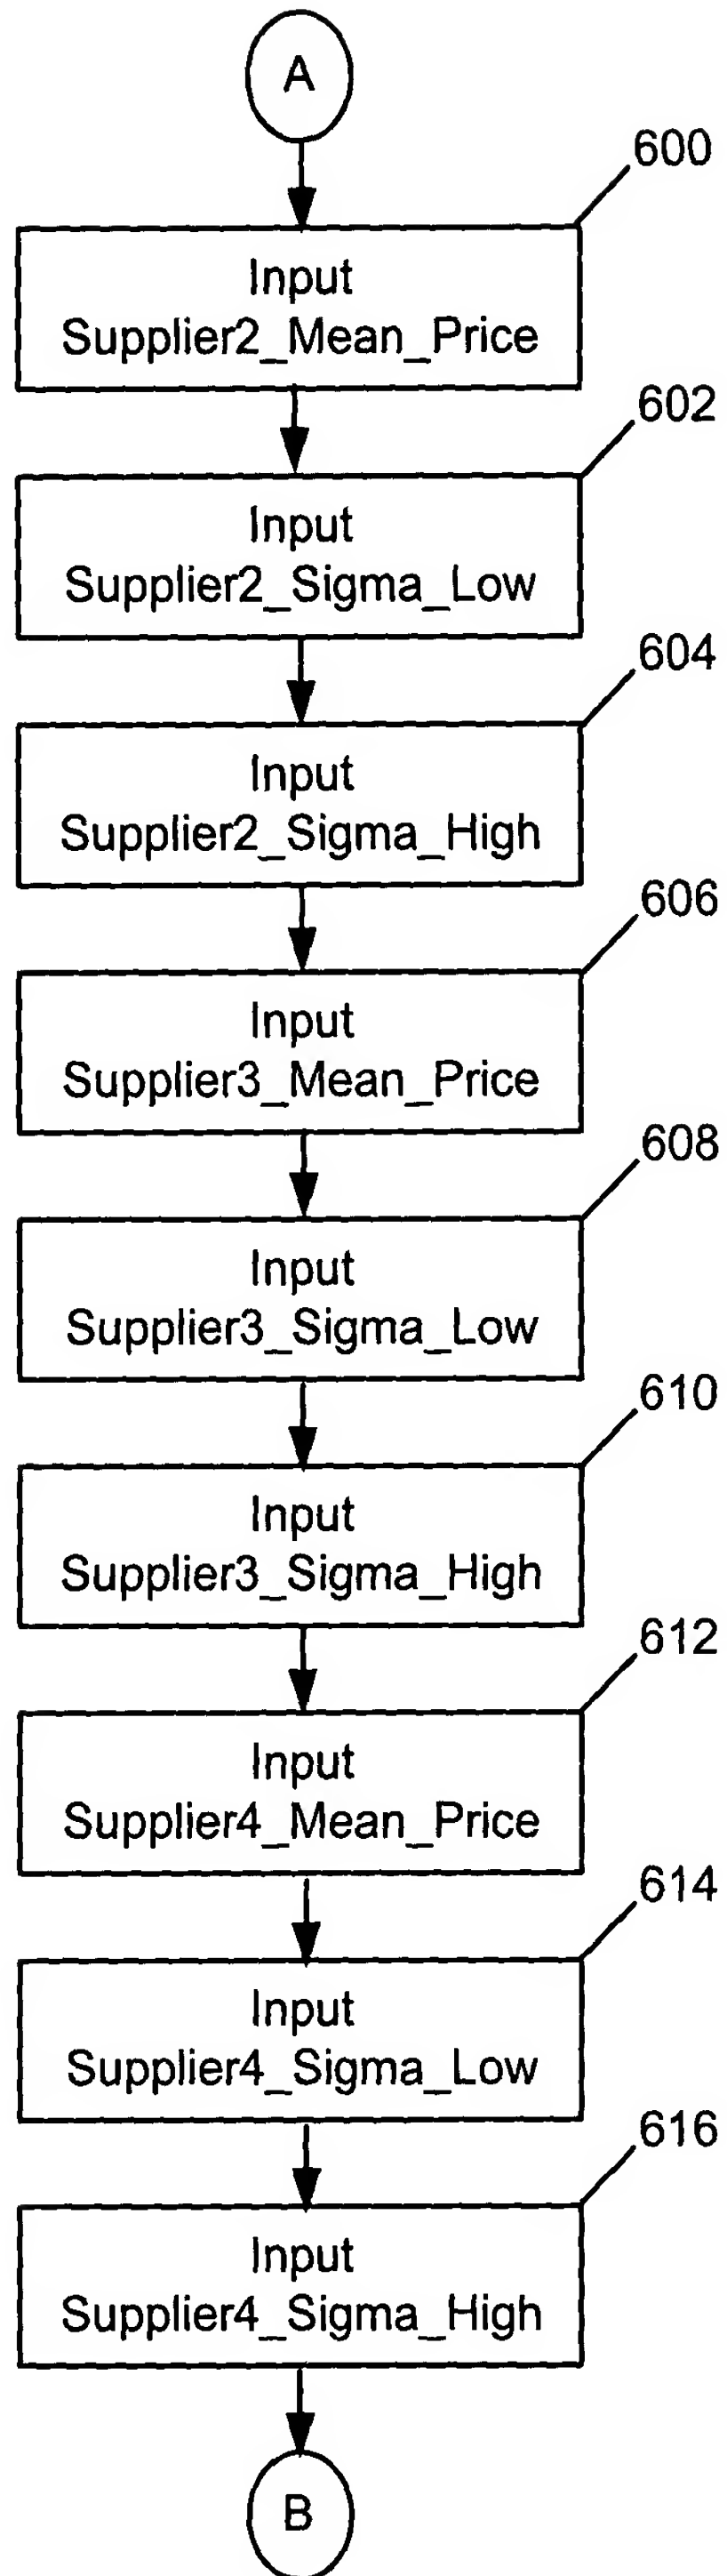 A
600
Input
Supplier2_Mean_Price
602
Input
Supplier2_Sigma_Low
604
Input
Supplier2_Sigma_High
606
Input
Supplier3_Mean_Price
608
Input
Supplier3_Sigma_Low
610
Input
Supplier3_Sigma_High
612
Input
Supplier4_Mean_Price
614
Input
Supplier4_Sigma_Low
616
Input
Supplier4_Sigma_High
B